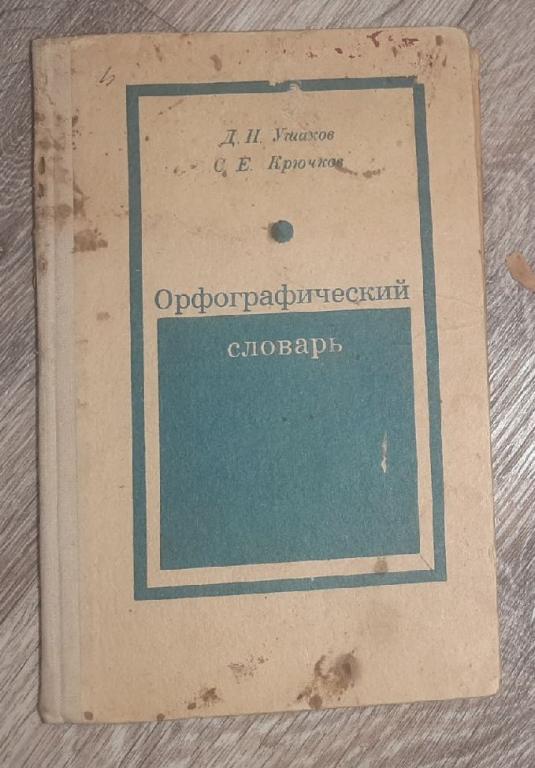 Д. Н. Ушаков
С. Е. Крючков
Орфографический
словарь